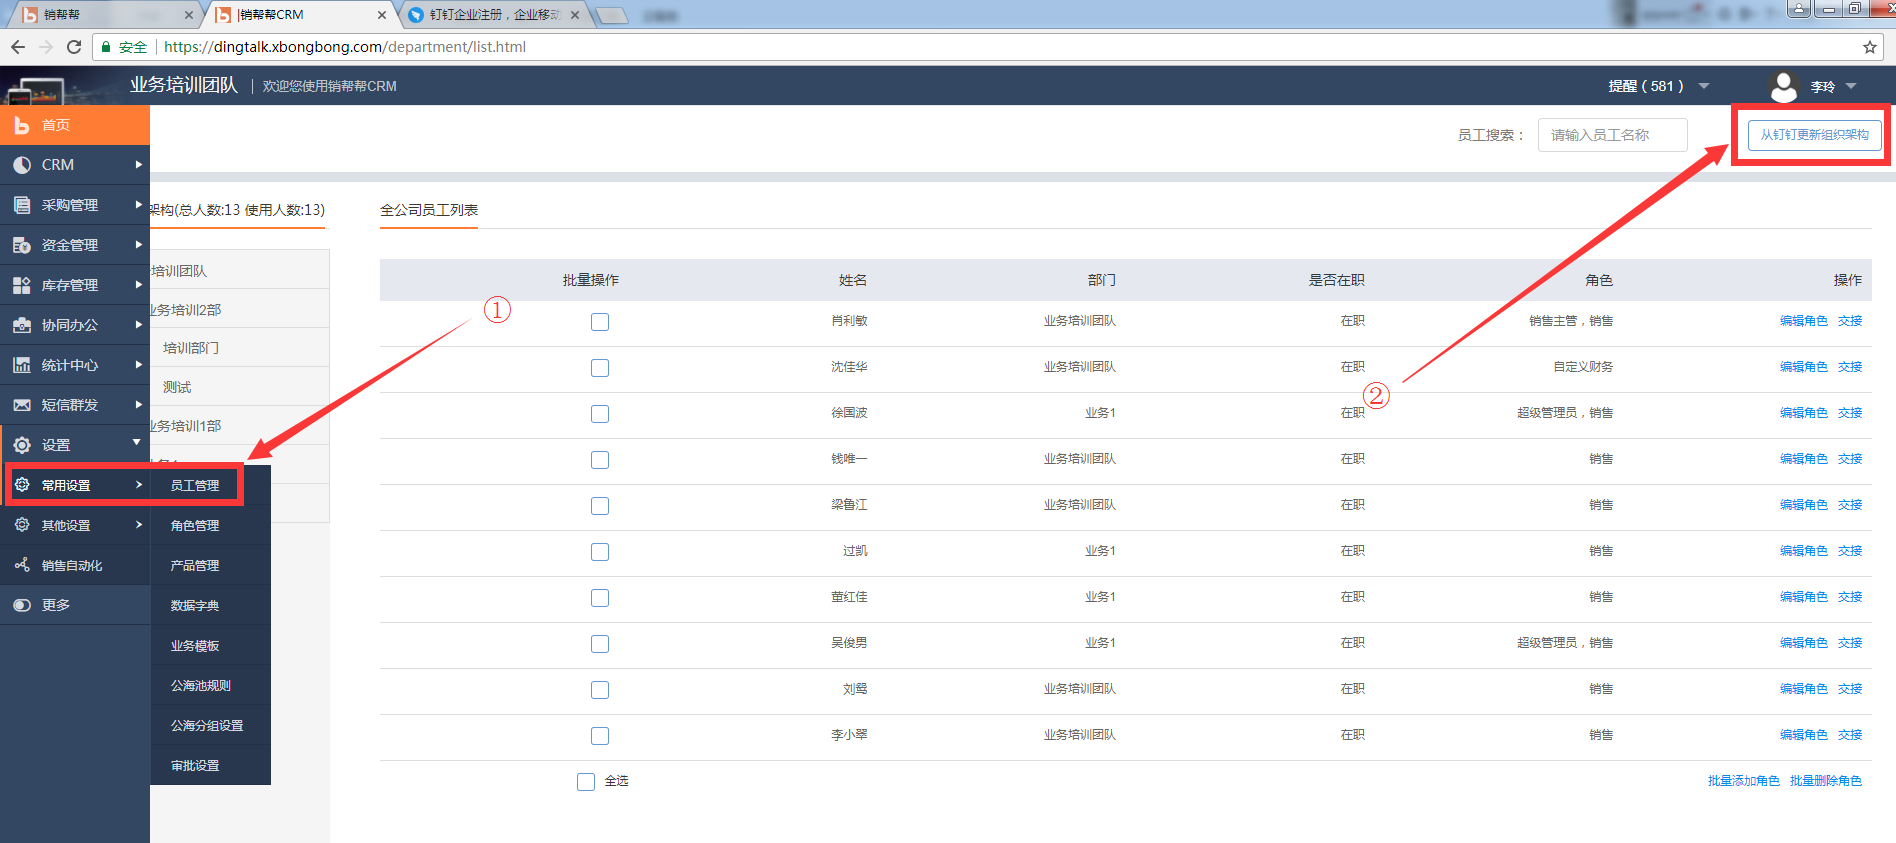 销帮帮
|销帮帮CRM
钉钉企业注册，企业移动
安全
https://dingtalk.xbongbong.com/department/list.html
业务培训团队
欢迎您使用销帮帮CRM
提醒（581）
李玲
首页
CRM
采购管理
资金管理
库存管理
协同办公
统计中心
短信群发
设置
常用设置
其他设置
销售自动化
更多
员工管理
角色管理
产品管理
数据字典
业务模板
公海池规则
公海分组设置
审批设置
员工搜索：
请输入员工名称
从钉钉更新组织架构
架构(总人数:13 使用人数:13)
培训团队
业务培训2部
培训部门
测试
业务培训1部
全公司员工列表
批量操作 姓名 部门 是否在职 角色 操作
肖利敏 业务培训团队 在职 销售主管，销售 编辑角色 交接
沈佳华 业务培训团队 在职 自定义财务 编辑角色 交接
徐国波 业务1 在职 超级管理员，销售 编辑角色 交接
钱唯一 业务培训团队 在职 销售 编辑角色 交接
梁鲁江 业务培训团队 在职 销售 编辑角色 交接
过凯 业务1 在职 销售 编辑角色 交接
董红佳 业务1 在职 销售 编辑角色 交接
吴俊男 业务1 在职 超级管理员，销售 编辑角色 交接
刘鸳 业务培训团队 在职 销售 编辑角色 交接
李小翠 业务培训团队 在职 销售 编辑角色 交接
全选
批量添加角色 批量删除角色
①
②